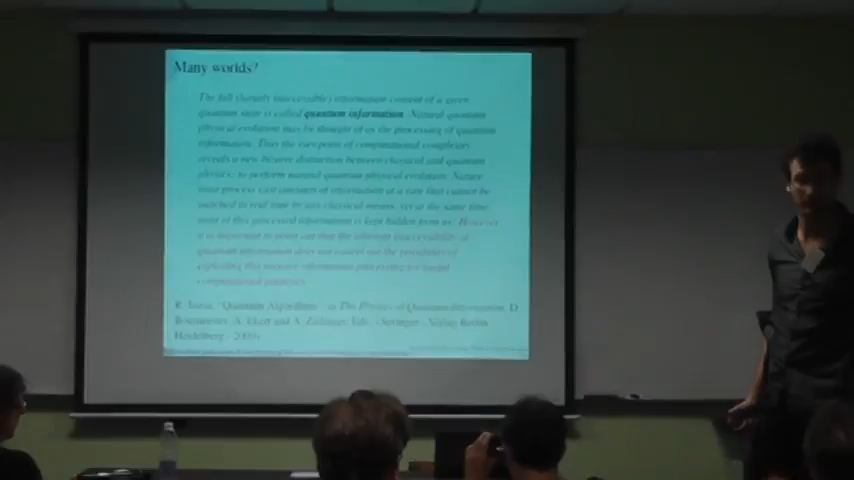 Many worlds?
The full (largely inaccessible) information content of a given
quantum state is called quantum information. Natural quantum
physical evolution may be thought of as the processing of quantum
information. Thus the viewpoint of computational complexity
reveals a new bizarre distinction between classical and quantum
physics: to perform natural quantum physical evolution, Nature
must process vast amounts of information at a rate that cannot be
matched in real time by any classical means, yet at the same time
most of this processed information is kept hidden from us. However
it is important to point out that the inherent inaccessibility of
quantum information does not cancel out the possibility of
exploiting this massive information processing for useful
computational purposes.
R. Jozsa, "Quantum Algorithms", in The Physics of Quantum Information, D.
Bouwmeester, A. Ekert and A. Zeilinger, Eds. (Springer, Verlag Berlin
Heidelberg